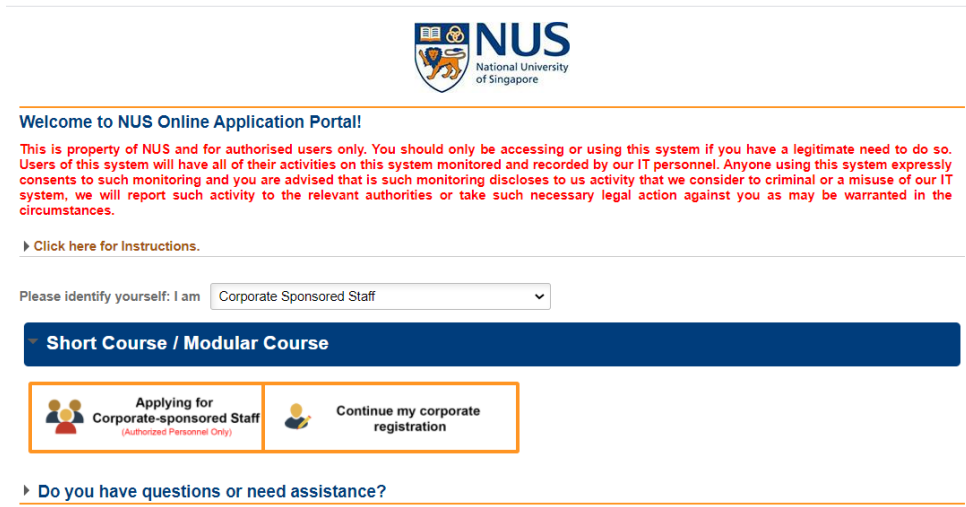 NUS
National University
of Singapore
Welcome to NUS Online Application Portal!
This is property of NUS and for authorised users only. You should only be accessing or using this system if you have a legitimate need to do so.
Users of this system will have all of their activities on this system monitored and recorded by our IT personnel. Anyone using this system expressly
consents to such monitoring and you are advised that is such monitoring discloses to us activity that we consider to criminal or a misuse of our IT
system, we will report such activity to the relevant authorities or take such necessary legal action against you as may be warranted in the
circumstances.
Click here for Instructions.
Please identify yourself: I am Corporate Sponsored Staff
Short Course / Modular Course
Applying for
Corporate-sponsored Staff
(Authorized Personnel Only)
Continue my corporate
registration
Do you have questions or need assistance?